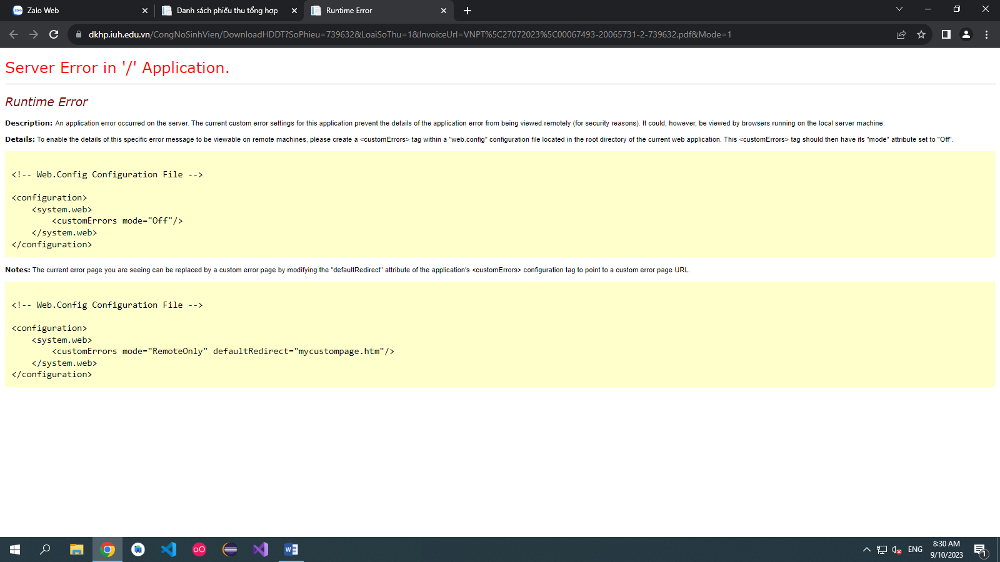 Zalo Web
Danh sách phiếu thu tổng hợp
Runtime Error
dkhp.iuh.edu.vn/CongNoSinhVien/DownloadHDDT?SoPhieu=739632&LoaiSoThu=1&InvoiceUrl=VNPT%5C27072023%5C00067493-20065731-2-739632.pdf&Mode=1
Server Error in '/' Application.
Runtime Error
Description: An application error occurred on the server. The current custom error settings for this application prevent the details of the application error from being viewed remotely (for security reasons). It could, however, be viewed by browsers running on the local server machine.
Details: To enable the details of this specific error message to be viewable on remote machines, please create a <customErrors> tag within a "web.config" configuration file located in the root directory of the current web application. This <customErrors> tag should then have its "mode" attribute set to "Off".
<!-- Web.Config Configuration File -->
<configuration>
<system.web>
<customErrors mode="Off"/>
</system.web>
</configuration>
Notes: The current error page you are seeing can be replaced by a custom error page by modifying the "defaultRedirect" attribute of the application's <customErrors> configuration tag to point to a custom error page URL.
<!-- Web.Config Configuration File -->
<configuration>
<system.web>
<customErrors mode="RemoteOnly" defaultRedirect="mycustompage.htm"/>
</system.web>
</configuration>
ENG
8:30 AM
9/10/2023
1